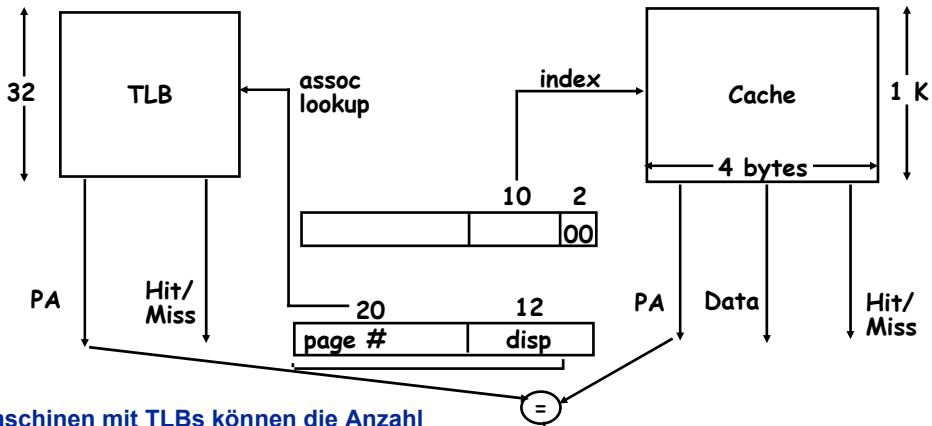 32
TLB
assoc
lookup
index
Cache
1 K
4 bytes
10 2
00
PA
Hit/
Miss
20 12
page # disp
PA
Data
Hit/
Miss
=
aschinen mit TLBs können die Anzahl